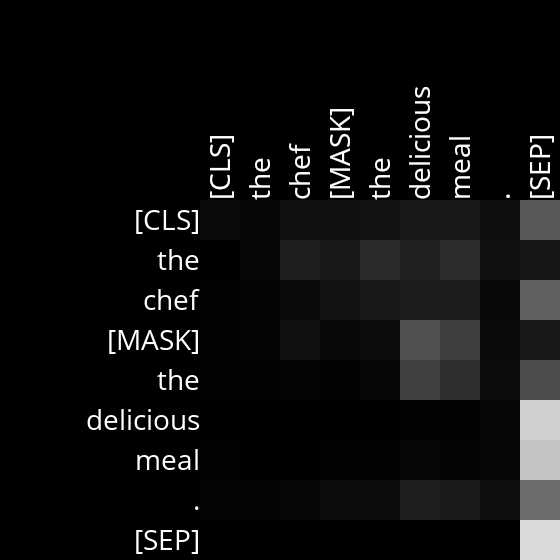 [CLS] the chef [MASK] the delicious meal . [SEP]
[CLS]
the
chef
[MASK]
the
delicious
meal
.
[SEP]